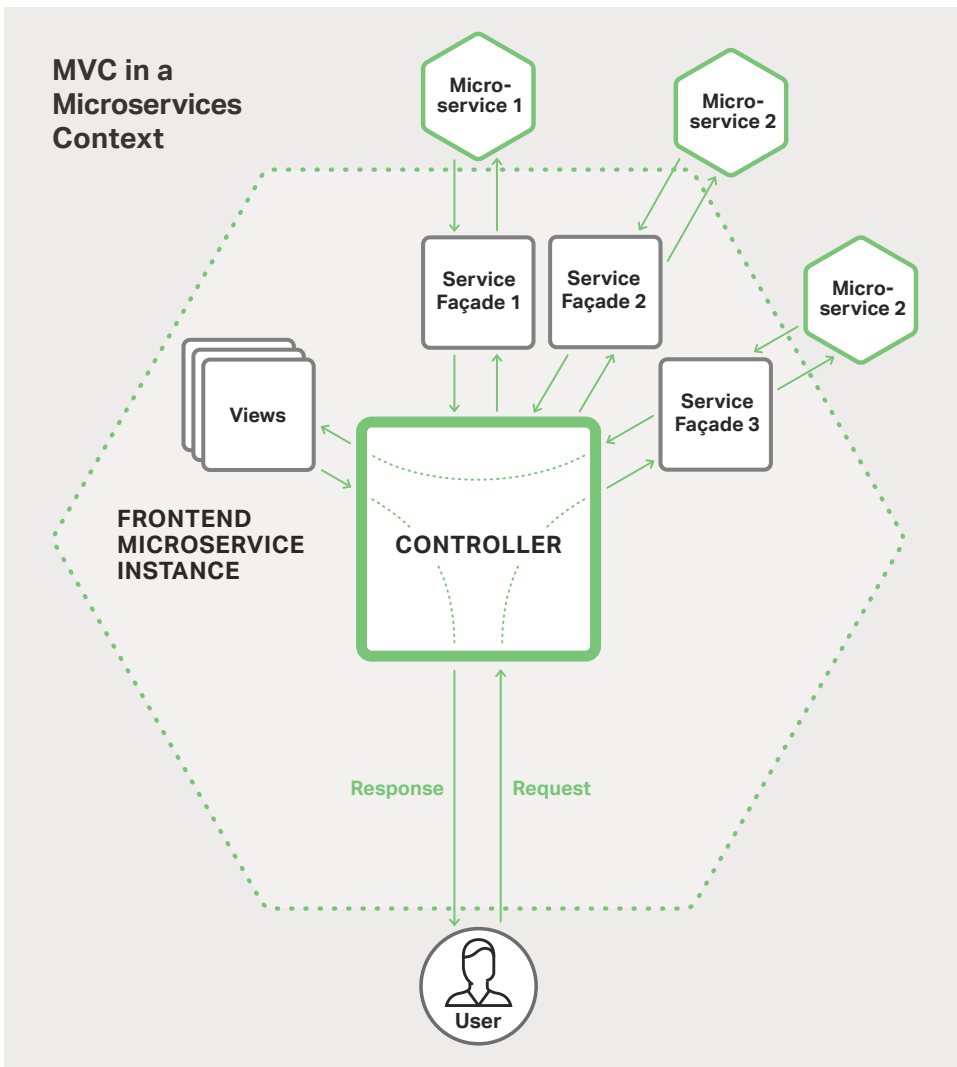 MVC in a
Microservices
Context
Micro-
service 1
Micro-
service 2
Micro-
service 2
Service
Façade 1
Service
Façade 2
Service
Façade 3
Views
FRONTEND
MICROSERVICE
INSTANCE
CONTROLLER
Response
Request
User